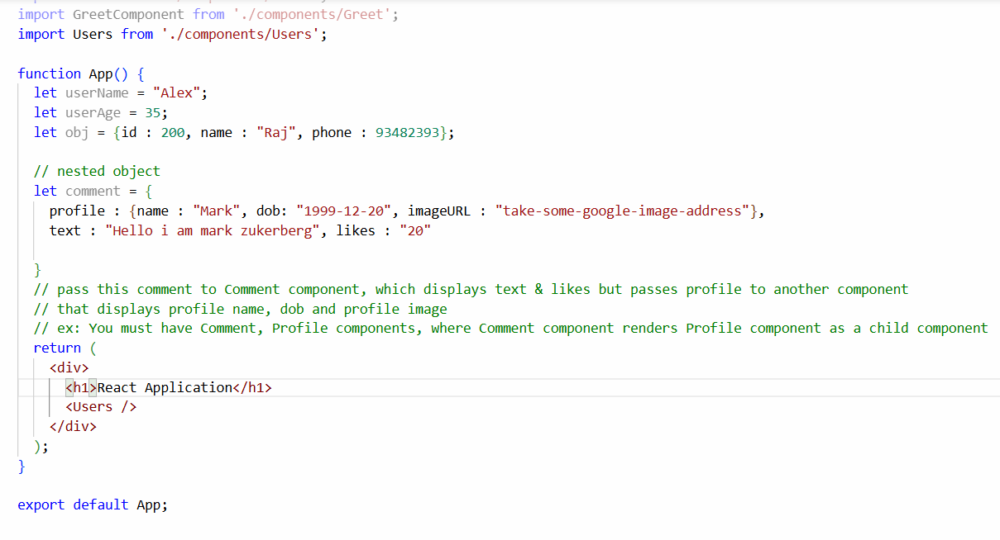 import GreetComponent from './components/Greet';
import Users from './components/Users';
function App() {
let userName = "Alex";
let userAge = 35;
let obj = {id : 200, name : "Raj", phone : 93482393};
// nested object
let comment = {
profile : {name : "Mark", dob: "1999-12-20", imageURL : "take-some-google-image-address"},
text : "Hello i am mark zukerberg", likes : "20"
}
// pass this comment to Comment component, which displays text & likes but passes profile to another component
// that displays profile name, dob and profile image
// ex: You must have Comment, Profile components, where Comment component renders Profile component as a child component
return (
<div>
<h1>React Application</h1>
<Users />
</div>
);
}
export default App;